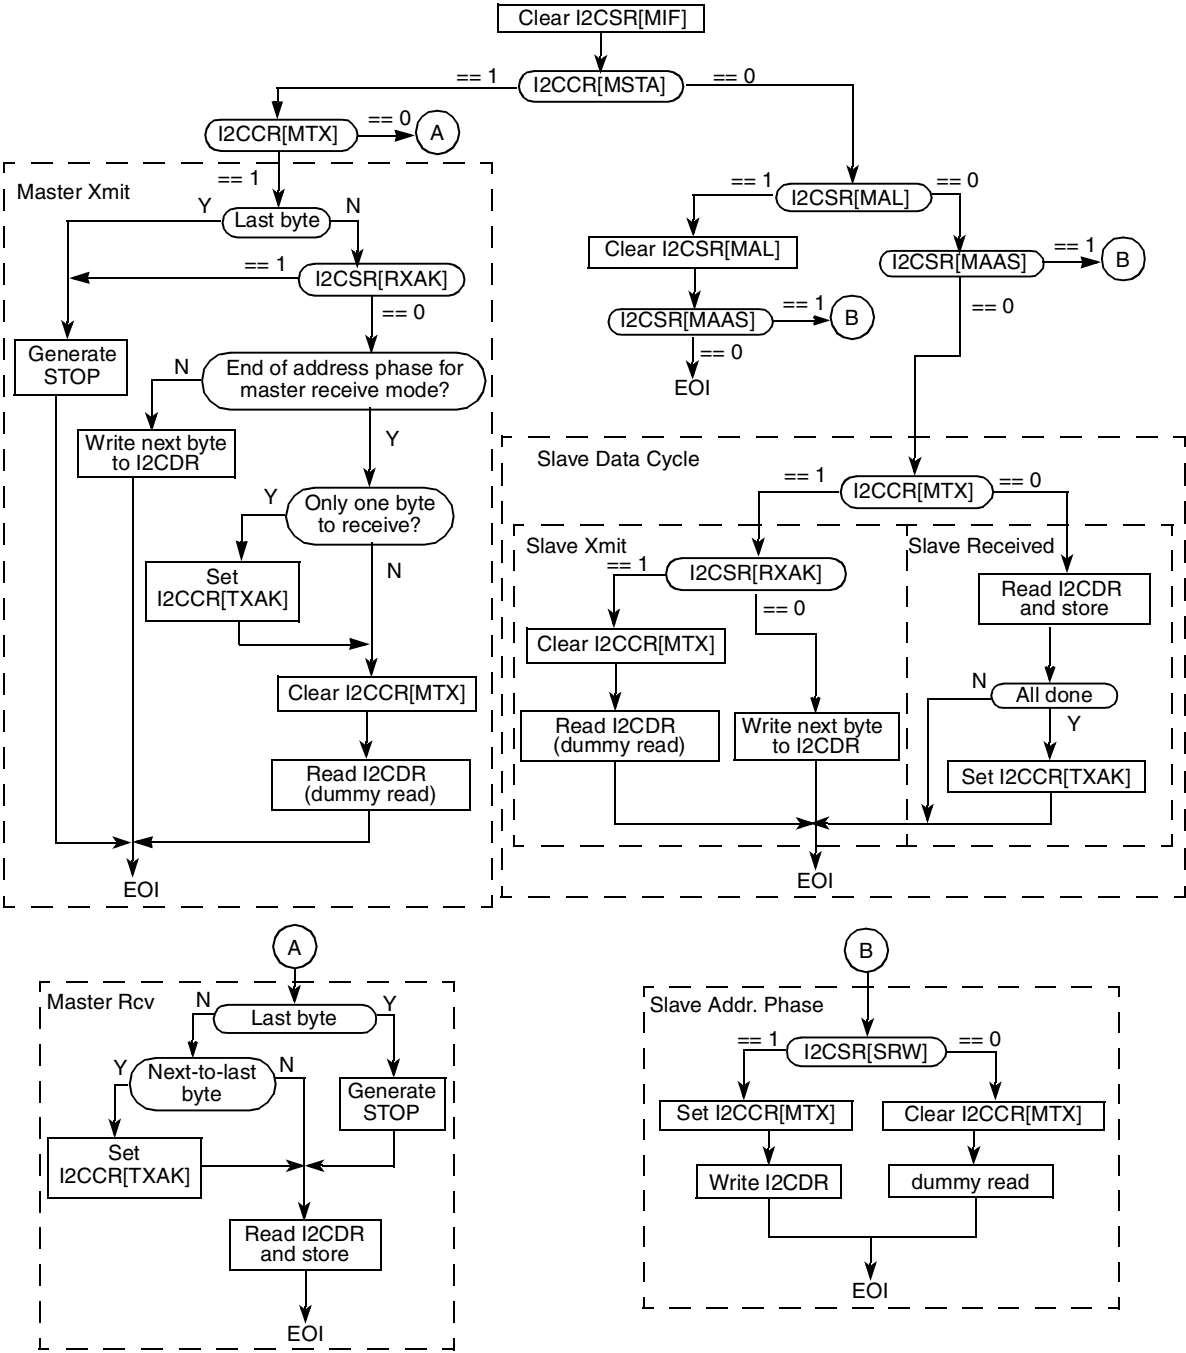 Clear I2CSR[MIF]
== 1
I2CCR[MSTA]
== 0
I2CCR[MTX]
== 0
A
== 1
Master Xmit
Y
Last byte
N
== 1
I2CSR[RXAK]
== 0
Generate
STOP
N
End of address phase for
master receive mode?
Write next byte
to I2CDR
Y
Y
Only one byte
to receive?
N
Set
I2CCR[TXAK]
Clear I2CCR[MTX]
Read I2CDR
(dummy read)
EOI
== 1
I2CSR[MAL]
== 0
Clear I2CSR[MAL]
I2CSR[MAAS]
== 1
B
I2CSR[MAAS]
== 1
B
== 0
EOI
== 0
Slave Data Cycle
== 1
I2CCR[MTX]
== 0
Slave Xmit
== 1
I2CSR[RXAK]
== 0
Clear I2CCR[MTX]
Read I2CDR
(dummy read)
Write next byte
to I2CDR
Slave Received
Read I2CDR
and store
N
All done
Y
Set I2CCR[TXAK]
EOI
A
Master Rcv
N
Last byte
Y
Y
Next-to-last
byte
N
Generate
STOP
Set
I2CCR[TXAK]
Read I2CDR
and store
EOI
B
Slave Addr. Phase
== 1
I2CSR[SRW]
== 0
Set I2CCR[MTX]
Clear I2CCR[MTX]
Write I2CDR
dummy read
EOI